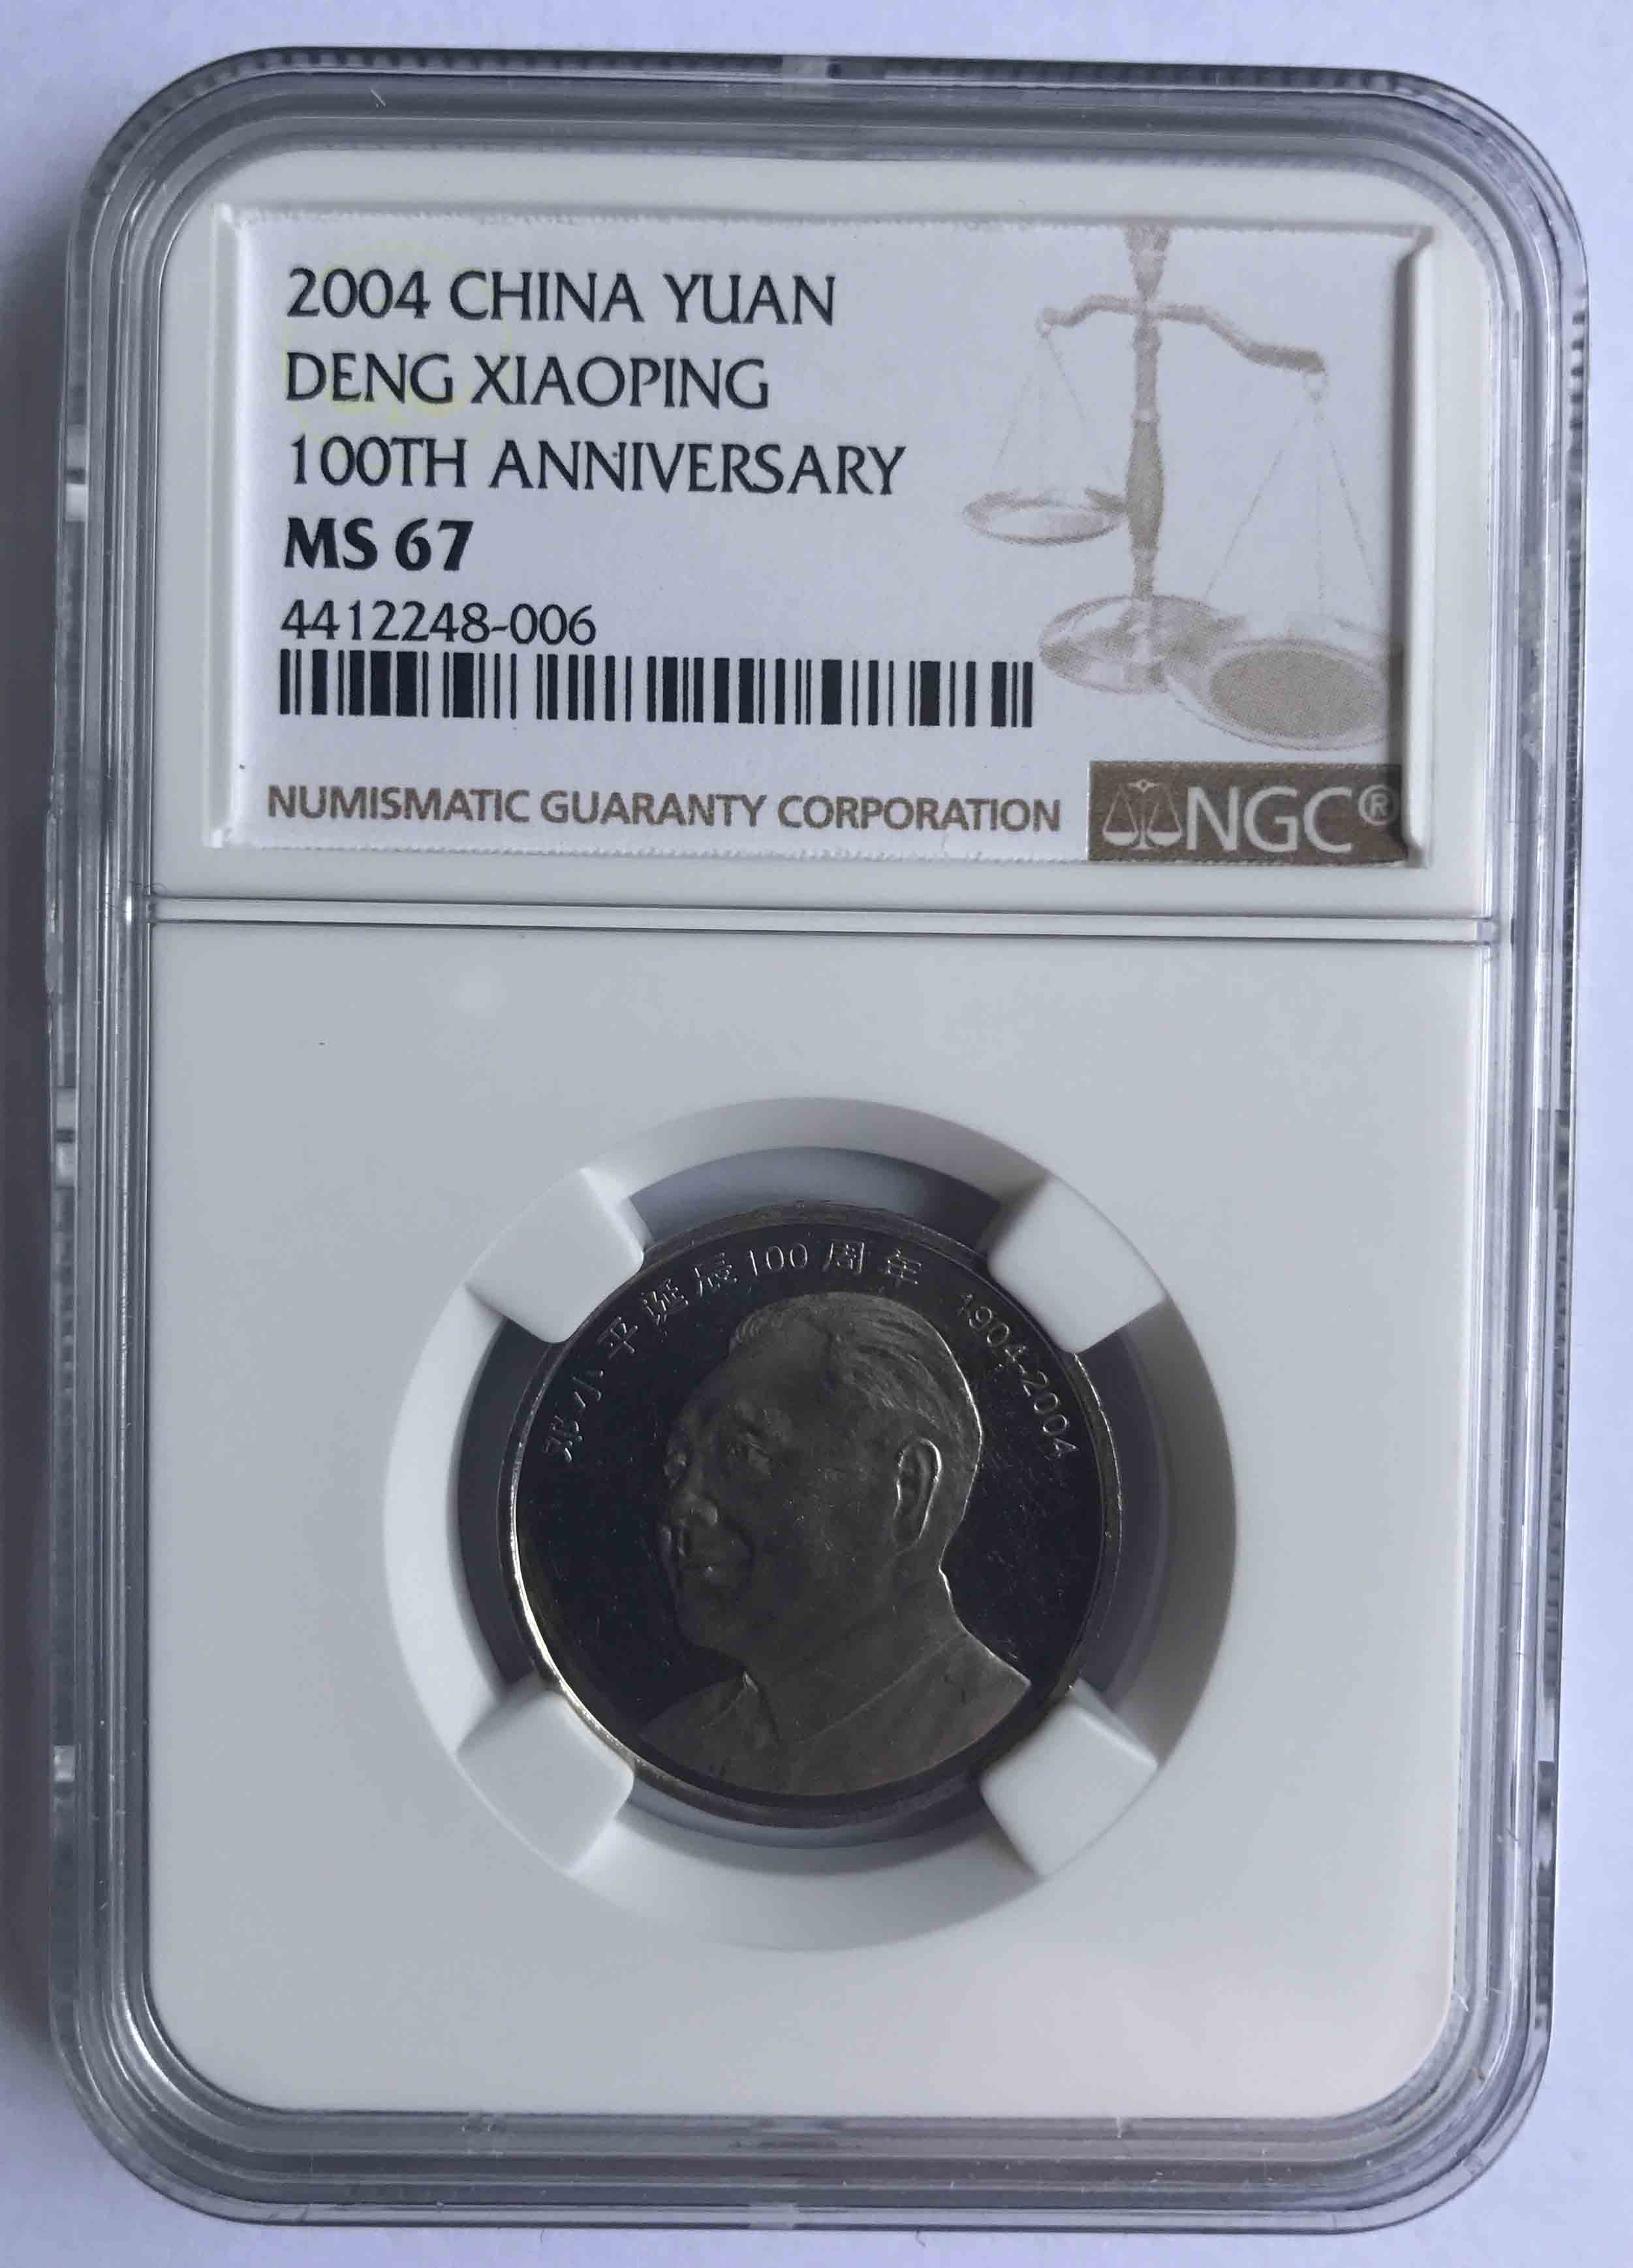 2004 CHINA YUAN
DENG XIAOPING
100TH ANNIVERSARY
MS 67
4412248-006
NUMISMATIC GUARANTY CORPORATION
NGC®
邓小平诞辰100周年 1904-2004